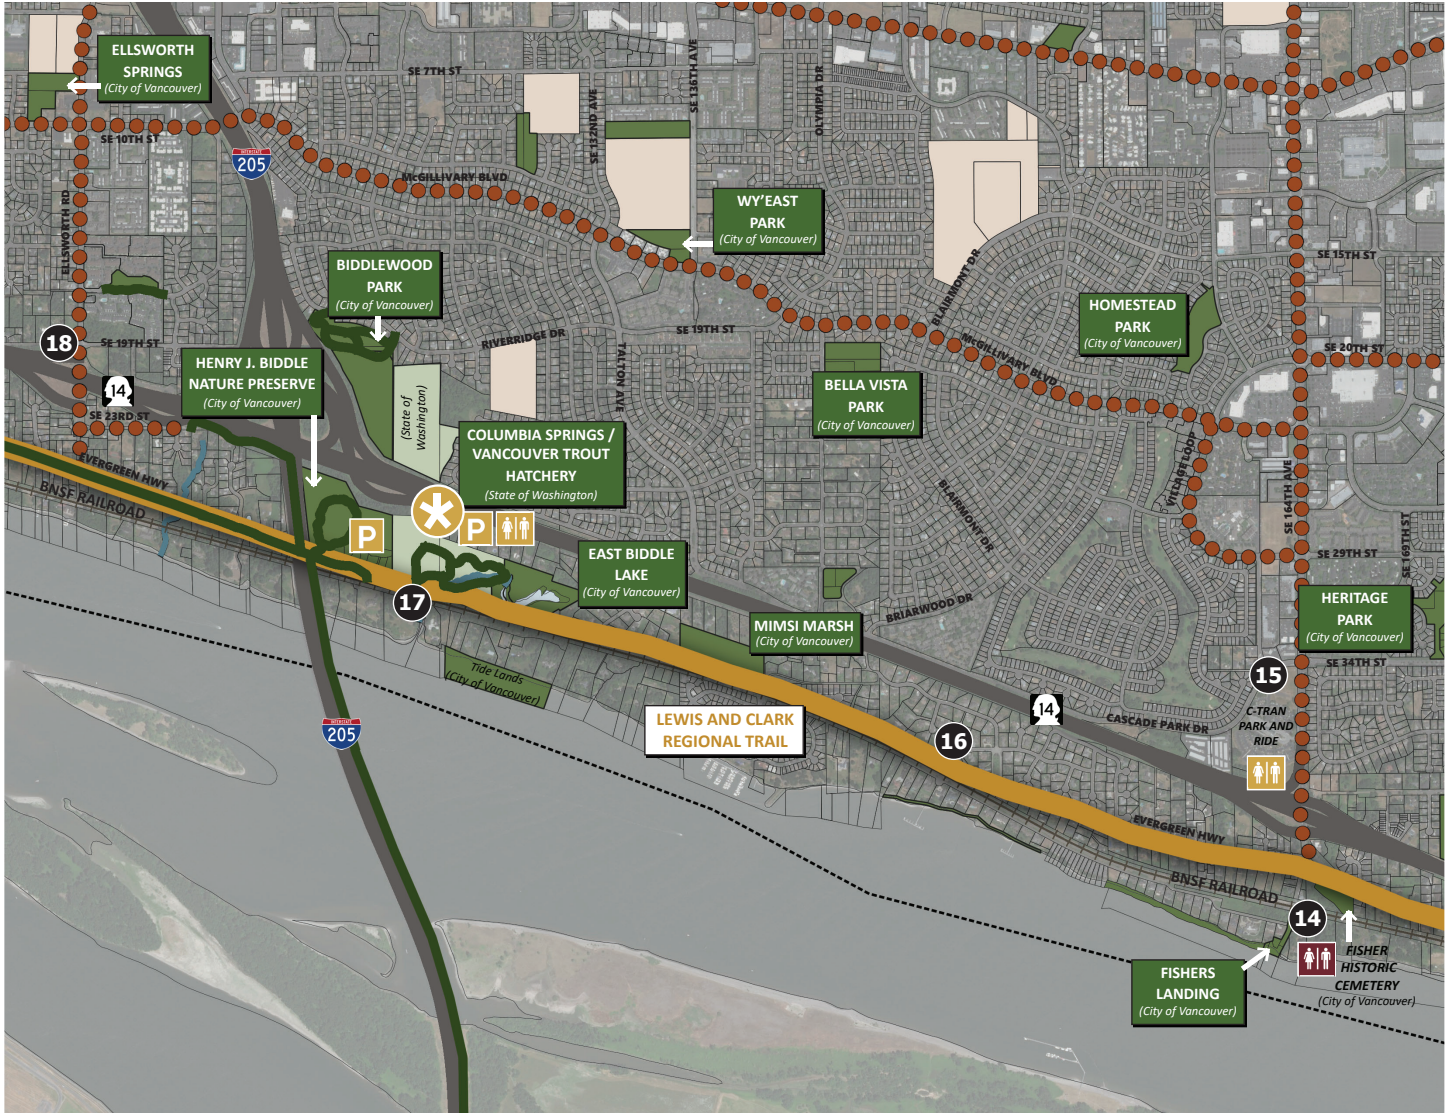 ELLSWORTH
SPRINGS
(City of Vancouver)
SE 7TH ST
SE 136TH AVE
OLYMPIA DR
SE 132ND AVE
SE 10TH ST
INTERSTATE
205
McGILLIVARY BLVD
ELLSWORTH RD
WY'EAST
PARK
(City of Vancouver)
SE 15TH ST
BIDDLEWOOD
PARK
(City of Vancouver)
BLAIRMONT DR
HOMESTEAD
PARK
(City of Vancouver)
18
SE 19TH ST
RIVERRIDGE DR
SE 19TH ST
McGILLIVARY BLVD
SE 20TH ST
HENRY J. BIDDLE
NATURE PRESERVE
(City of Vancouver)
TALTON AVE
14
(State of
Washington)
BELLA VISTA
PARK
(City of Vancouver)
SE 23RD ST
COLUMBIA SPRINGS /
VANCOUVER TROUT
HATCHERY
(State of Washington)
VILLAGE LOOP
SE 164TH AVE
EVERGREEN HWY
BNSF RAILROAD
P
P
BLAIRMONT DR
SE 169TH ST
SE 29TH ST
EAST BIDDLE
LAKE
(City of Vancouver)
17
BRIARWOOD DR
HERITAGE
PARK
(City of Vancouver)
MIMSI MARSH
(City of Vancouver)
SE 34TH ST
Tide Lands
(City of Vancouver)
15
C-TRAN
PARK AND
RIDE
14
CASCADE PARK DR
LEWIS AND CLARK
REGIONAL TRAIL
INTERSTATE
205
16
EVERGREEN HWY
BNSF RAILROAD
14
FISHER
HISTORIC
CEMETERY
(City of Vancouver)
FISHERS
LANDING
(City of Vancouver)